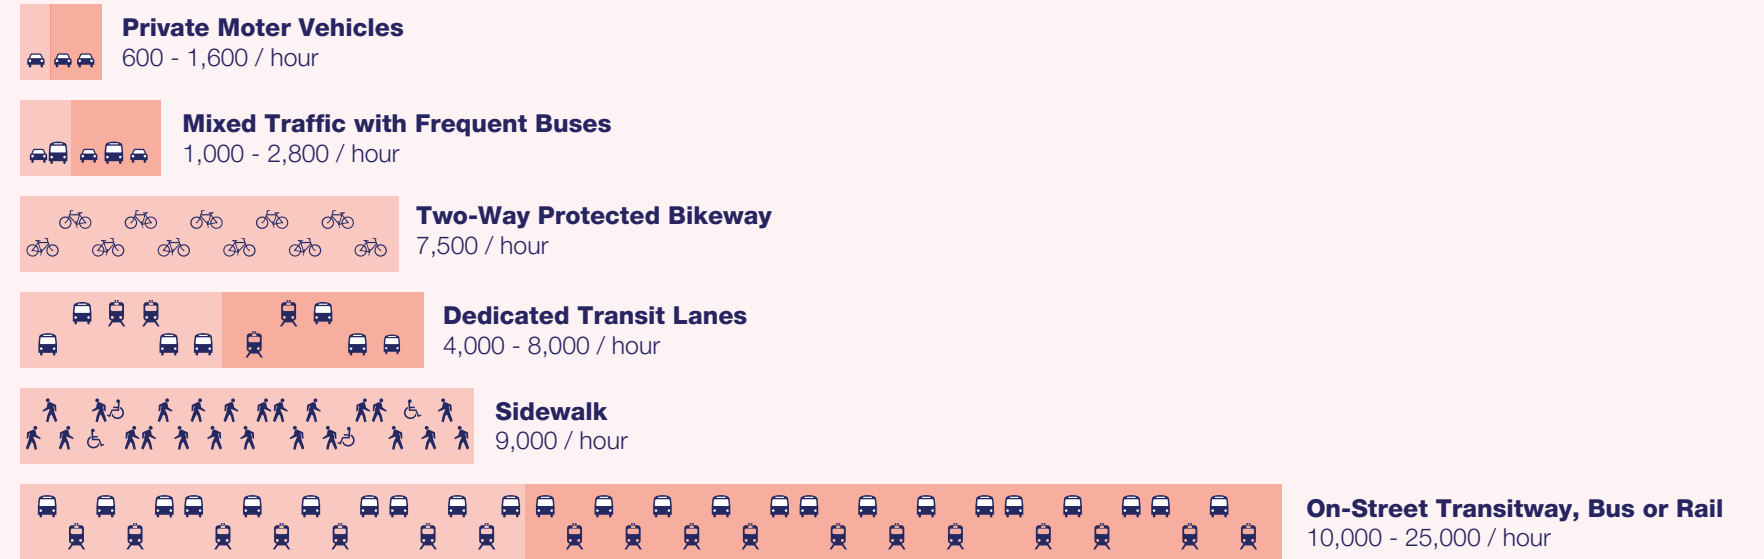 Private Moter Vehicles
600 - 1,600 / hour
Mixed Traffic with Frequent Buses
1,000 - 2,800 / hour
Two-Way Protected Bikeway
7,500 / hour
Dedicated Transit Lanes
4,000 - 8,000 / hour
Sidewalk
9,000 / hour
On-Street Transitway, Bus or Rail
10,000 - 25,000 / hour